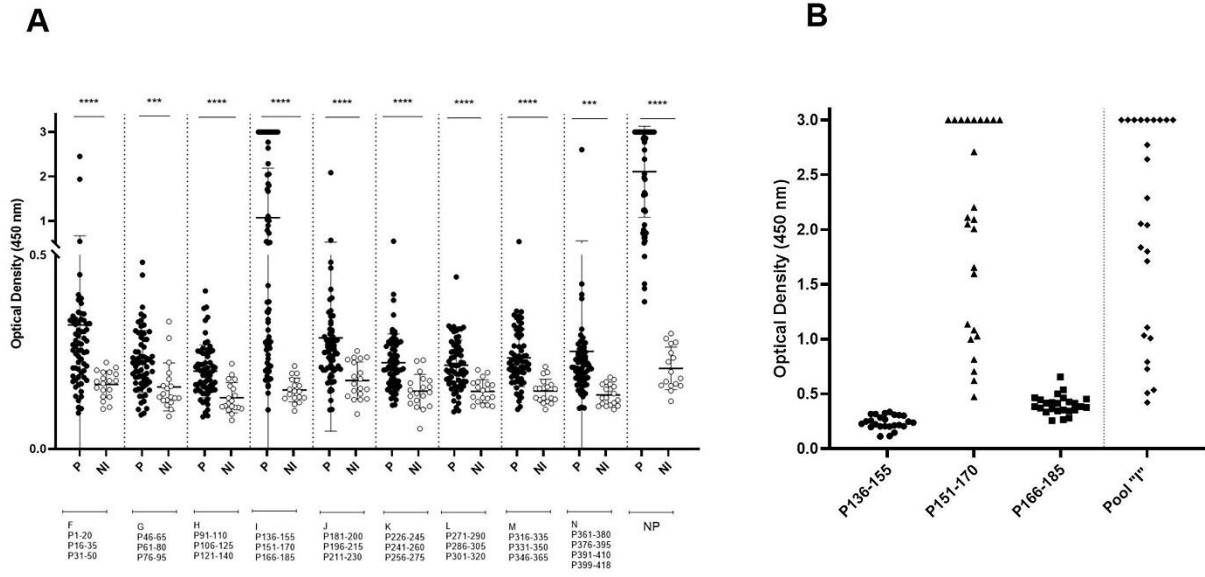 A
**** *** **** **** **** **** **** **** *** ****
Optical Density (450 nm)
3
2
1
0.5
0.0
P NI P NI P NI P NI P NI P NI P NI P NI P NI P NI
F G H I J K L M N NP
P1-20 P46-65 P91-110 P136-155 P181-200 P226-245 P271-290 P316-335 P361-380
P16-35 P61-80 P106-125 P151-170 P196-215 P241-260 P286-305 P331-350 P376-395
P31-50 P76-95 P121-140 P166-185 P211-230 P256-275 P301-320 P346-365 P391-410
P399-418
B
Optical Density (450 nm)
3.0
2.5
2.0
1.5
1.0
0.5
0.0
P136-155
P151-170
P166-185
Pool "I"